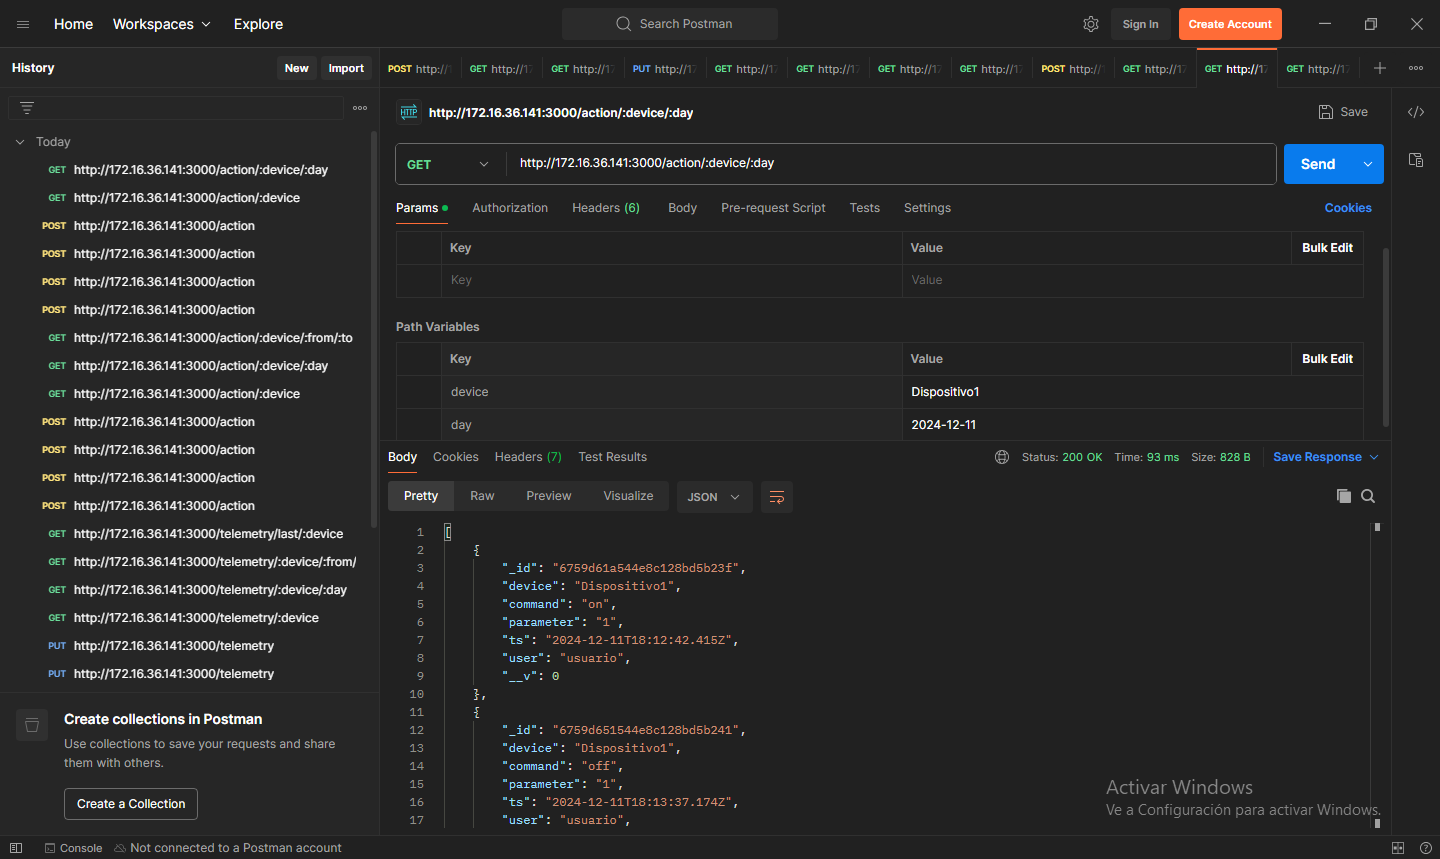 Home Workspaces Explore Search Postman Sign In Create Account
History New Import
POST http://1 GET http://17 GET http://17 PUT http://17 GET http://17 GET http://17 GET http://17 GET http://17 POST http:// GET http://17 GET http://17 GET http://17
HTTP http://172.16.36.141:3000/action/:device/:day Save
GET http://172.16.36.141:3000/action/:device/:day Send
Params Authorization Headers (6) Body Pre-request Script Tests Settings Cookies
Key Value Bulk Edit
Key Value
Path Variables
Key Value Bulk Edit
device Dispositivo1
day 2024-12-11
Today
GET http://172.16.36.141:3000/action/:device/:day
GET http://172.16.36.141:3000/action/:device
POST http://172.16.36.141:3000/action
POST http://172.16.36.141:3000/action
POST http://172.16.36.141:3000/action
POST http://172.16.36.141:3000/action
GET http://172.16.36.141:3000/action/:device/:from/:to
GET http://172.16.36.141:3000/action/:device/:day
GET http://172.16.36.141:3000/action/:device
POST http://172.16.36.141:3000/action
POST http://172.16.36.141:3000/action
POST http://172.16.36.141:3000/action
POST http://172.16.36.141:3000/action
GET http://172.16.36.141:3000/telemetry/last/:device
GET http://172.16.36.141:3000/telemetry/:device/:from/
GET http://172.16.36.141:3000/telemetry/:device/:day
GET http://172.16.36.141:3000/telemetry/:device
PUT http://172.16.36.141:3000/telemetry
PUT http://172.16.36.141:3000/telemetry
Create collections in Postman
Use collections to save your requests and share
them with others.
Create a Collection
Body Cookies Headers (7) Test Results Status: 200 OK Time: 93 ms Size: 828 B Save Response
Pretty Raw Preview Visualize JSON
1 [
2 {
3 "_id": "6759d61a544e8c128bd5b23f",
4 "device": "Dispositivo1",
5 "command": "on",
6 "parameter": "1",
7 "ts": "2024-12-11T18:12:42.415Z",
8 "user": "usuario",
9 "__v": 0
10 },
11 {
12 "_id": "6759d651544e8c128bd5b241",
13 "device": "Dispositivo1",
14 "command": "off",
15 "parameter": "1",
16 "ts": "2024-12-11T18:13:37.174Z",
17 "user": "usuario",
Activar Windows
Ve a Configuración para activar Windows.
Console Not connected to a Postman account